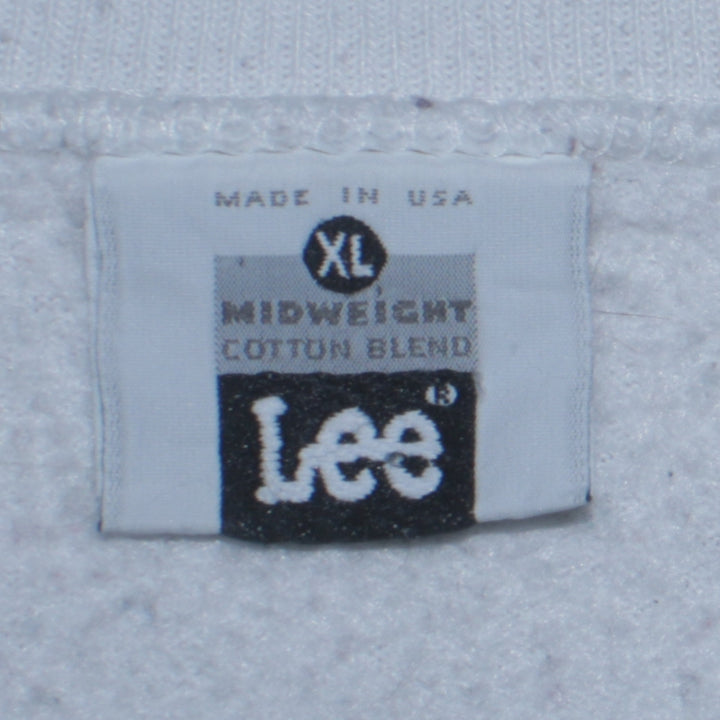 MADE IN USA
XL
MIDWEIGHT
COTTON BLEND
Lee®